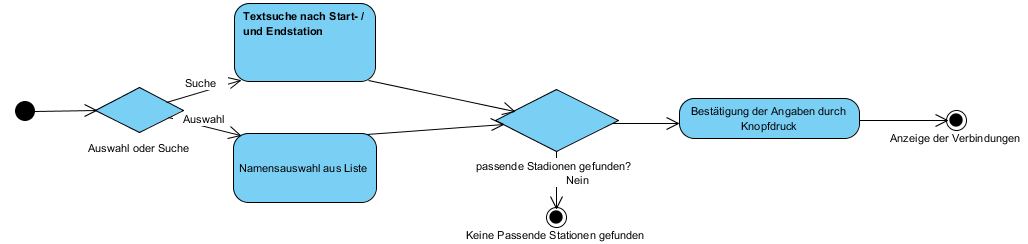 Textsuche nach Start- /
und Endstation
Suche
Auswahl
Auswahl oder Suche
Namensauswahl aus Liste
passende Stadionen gefunden?
Nein
Keine Passende Stationen gefunden
Bestätigung der Angaben durch
Knopfdruck
Anzeige der Verbindungen